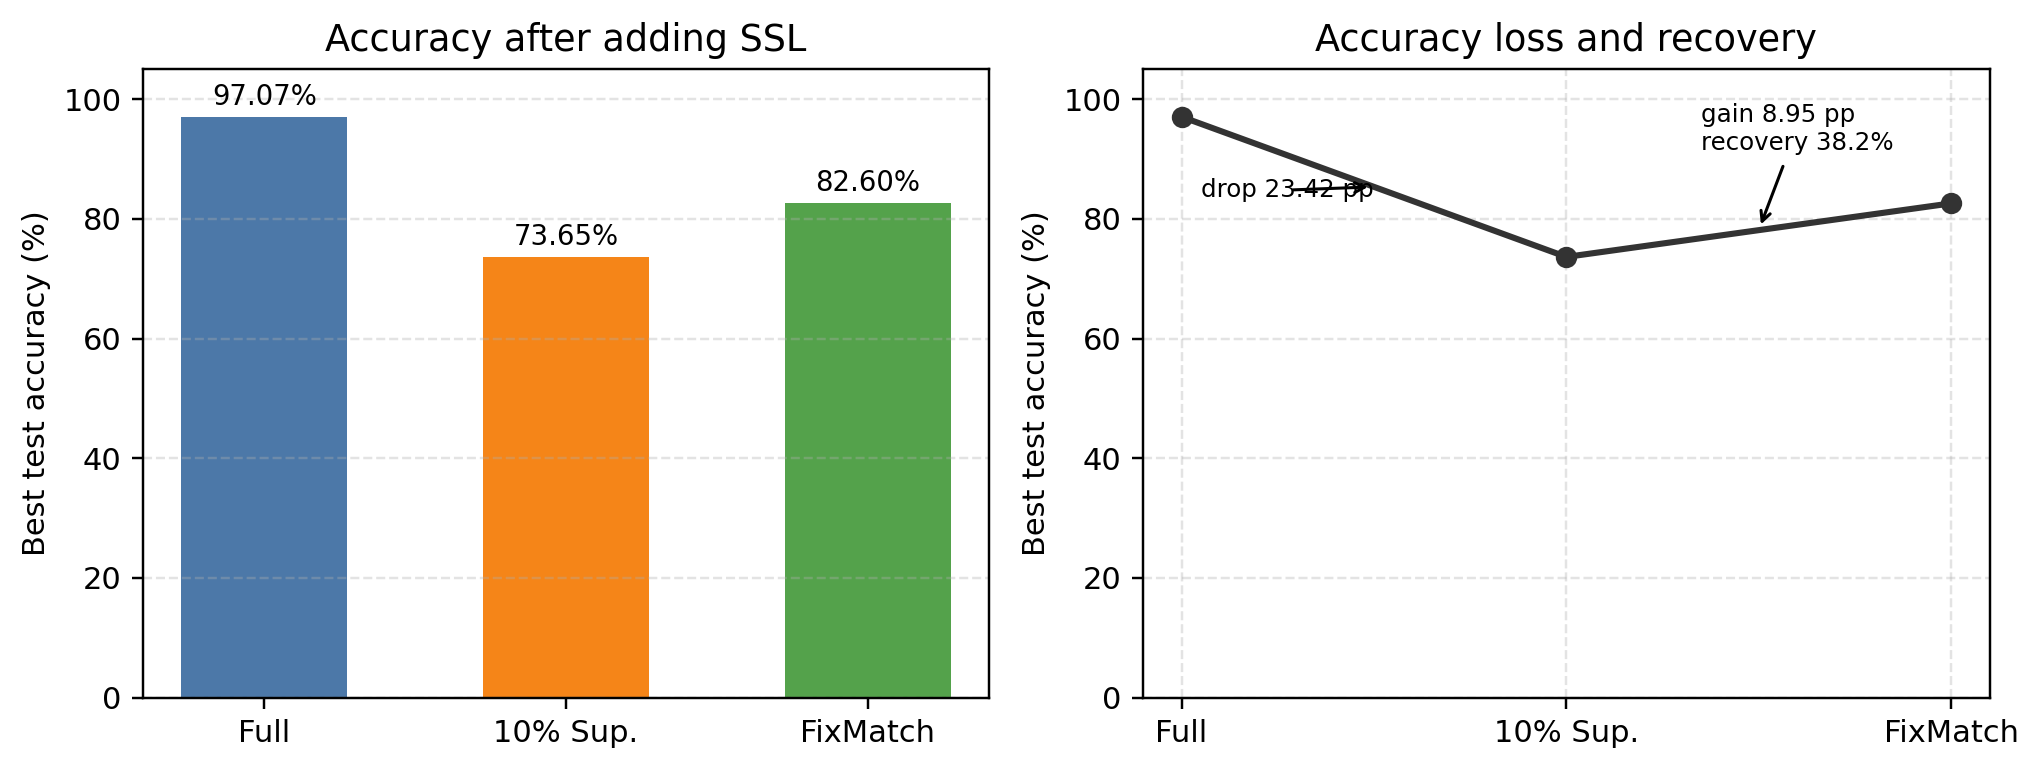 Accuracy after adding SSL
Best test accuracy (%)
100
80
60
40
20
0
97.07%
73.65%
82.60%
Full
10% Sup.
FixMatch
Accuracy loss and recovery
Best test accuracy (%)
100
80
60
40
20
0
drop 23.42 pp
gain 8.95 pp
recovery 38.2%
Full
10% Sup.
FixMatch